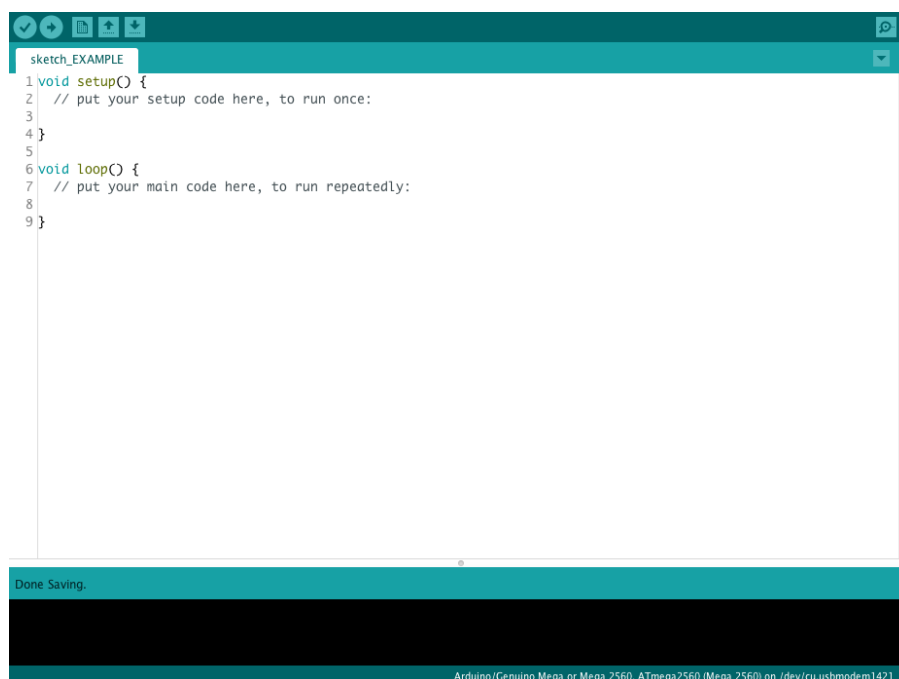 sketch_EXAMPLE
1 void setup() {
2   // put your setup code here, to run once:
3
4 }
5
6 void loop() {
7   // put your main code here, to run repeatedly:
8
9 }
Done Saving.
Arduino/Genuino Mega or Mega 2560, ATmega2560 (Mega 2560) on /dev/cu.usbmodem1421